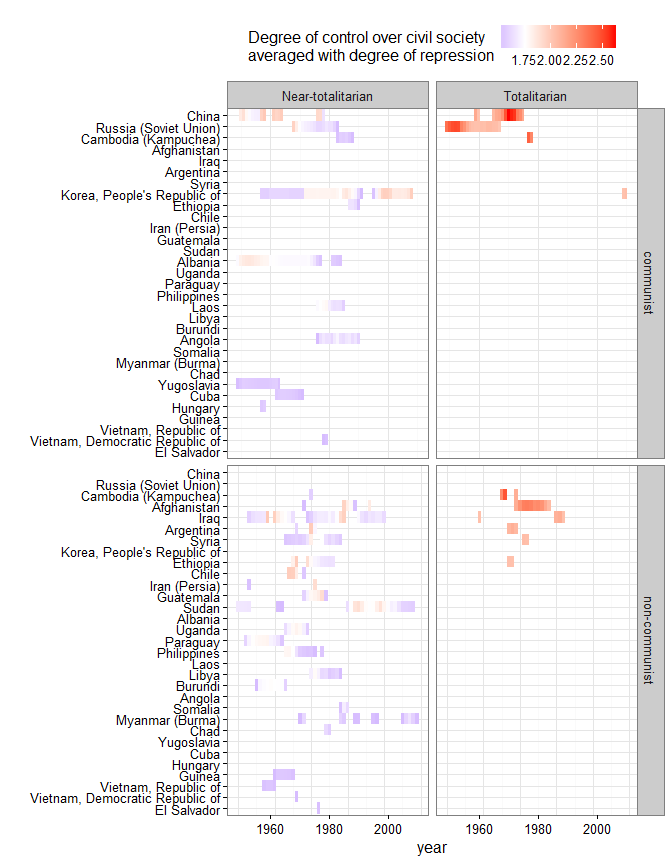 Degree of control over civil society
averaged with degree of repression
1.752.002.252.50
Near-totalitarian
Totalitarian
China
Russia (Soviet Union)
Cambodia (Kampuchea)
Afghanistan
Iraq
Argentina
Syria
Korea, People's Republic of
Ethiopia
Chile
Iran (Persia)
Guatemala
Sudan
Albania
Uganda
Paraguay
Philippines
Laos
Libya
Burundi
Angola
Somalia
Myanmar (Burma)
Chad
Yugoslavia
Cuba
Hungary
Guinea
Vietnam, Republic of
Vietnam, Democratic Republic of
El Salvador
communist
China
Russia (Soviet Union)
Cambodia (Kampuchea)
Afghanistan
Iraq
Argentina
Syria
Korea, People's Republic of
Ethiopia
Chile
Iran (Persia)
Guatemala
Sudan
Albania
Uganda
Paraguay
Philippines
Laos
Libya
Burundi
Angola
Somalia
Myanmar (Burma)
Chad
Yugoslavia
Cuba
Hungary
Guinea
Vietnam, Republic of
Vietnam, Democratic Republic of
El Salvador
non-communist
1960 1980 2000 1960 1980 2000
year